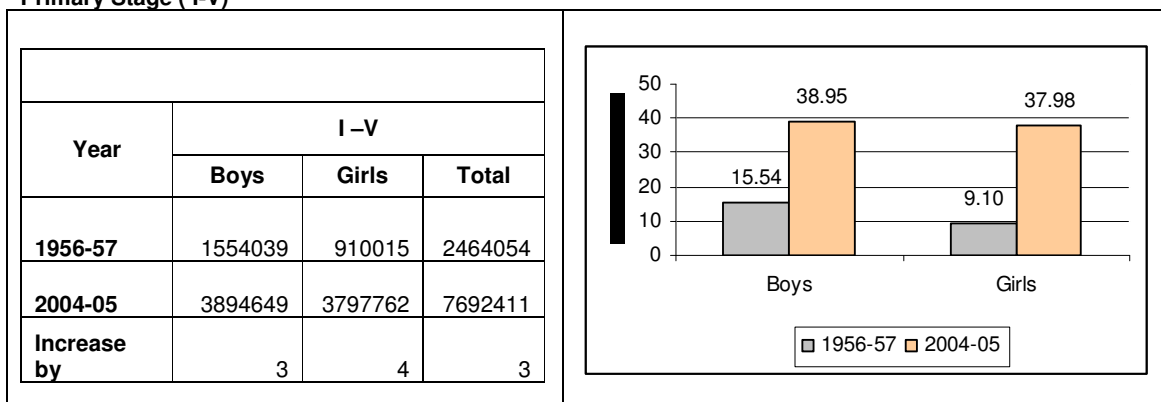 Primary Stage ( I-V)
Year I –V
Boys Girls Total
1956-57 1554039 910015 2464054
2004-05 3894649 3797762 7692411
Increase
by 3 4 3
50
40
30
20
10
0
38.95
37.98
15.54
9.10
Boys Girls
1956-57 2004-05